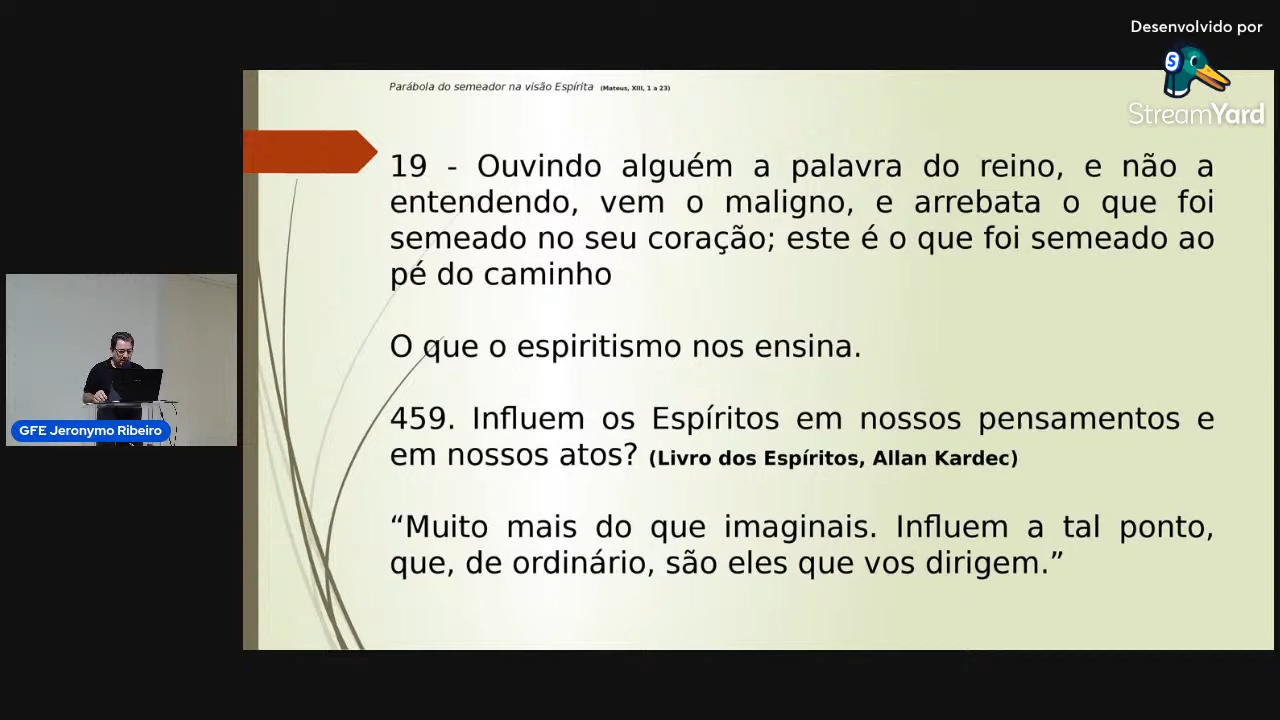 Desenvolvido por
StreamYard
Parábola do semeador na visão Espírita (Mateus, XIII, 1 a 23)
19 - Ouvindo alguém a palavra do reino, e não a
entendendo, vem o maligno, e arrebata o que foi
semeado no seu coração; este é o que foi semeado ao
pé do caminho
O que o espiritismo nos ensina.
459. Influem os Espíritos em nossos pensamentos e
em nossos atos? (Livro dos Espíritos, Allan Kardec)
“Muito mais do que imaginais. Influem a tal ponto,
que, de ordinário, são eles que vos dirigem.”
GFE Jeronymo Ribeiro